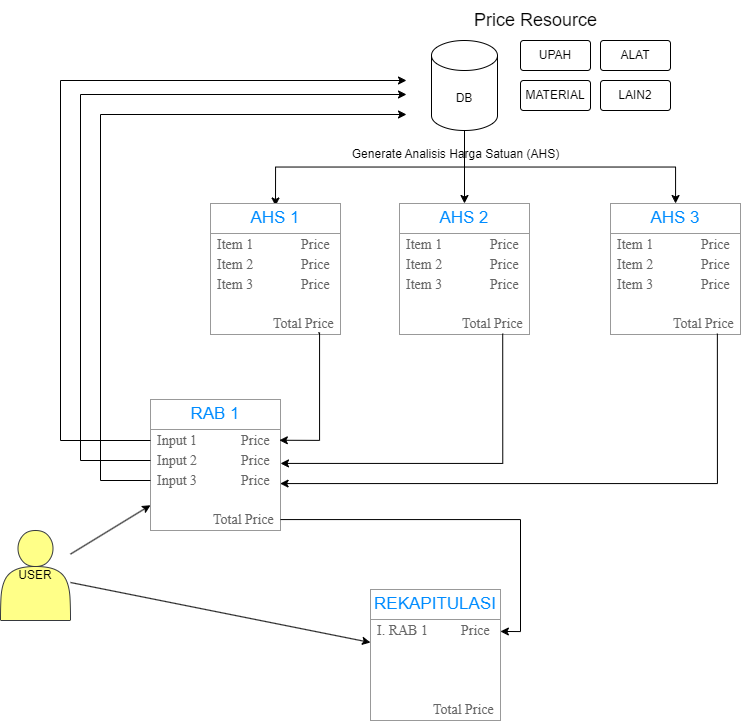 Price Resource
DB
UPAH
ALAT
MATERIAL
LAIN2
Generate Analisis Harga Satuan (AHS)
AHS 1
Item 1 Price
Item 2 Price
Item 3 Price
Total Price
AHS 2
Item 1 Price
Item 2 Price
Item 3 Price
Total Price
AHS 3
Item 1 Price
Item 2 Price
Item 3 Price
Total Price
RAB 1
Input 1 Price
Input 2 Price
Input 3 Price
Total Price
USER
REKAPITULASI
I. RAB 1 Price
Total Price